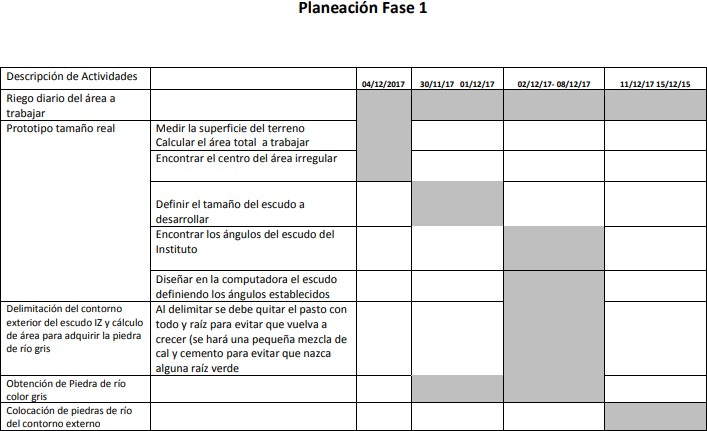 Planeación Fase 1
Descripción de Actividades
04/12/2017 30/11/17 01/12/17 02/12/17- 08/12/17 11/12/17 15/12/15
Riego diario del área a
trabajar
Prototipo tamaño real
Medir la superficie del terreno
Calcular el área total a trabajar
Encontrar el centro del área irregular
Definir el tamaño del escudo a
desarrollar
Encontrar los ángulos del escudo del
Instituto
Diseñar en la computadora el escudo
definiendo los ángulos establecidos
Delimitación del contorno
exterior del escudo IZ y cálculo
de área para adquirir la piedra
de río gris
Al delimitar se debe quitar el pasto con
todo y raíz para evitar que vuelva a
crecer (se hará una pequeña mezcla de
cal y cemento para evitar que nazca
alguna raíz verde
Obtención de Piedra de río
color gris
Colocación de piedras de río
del contorno externo